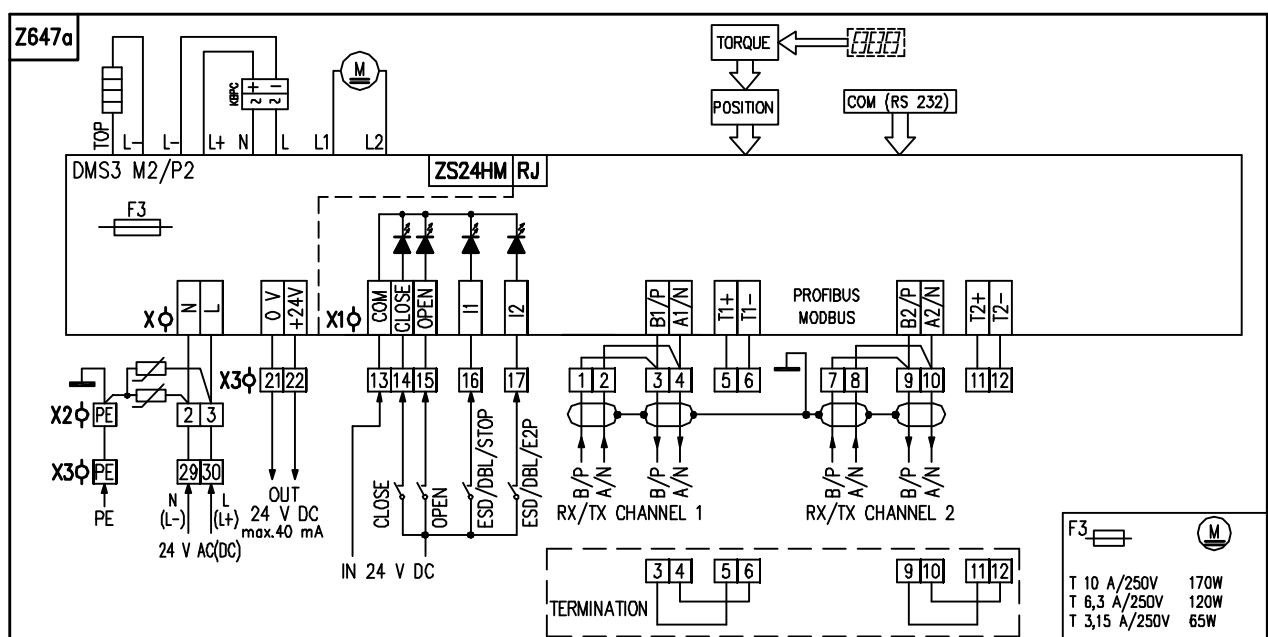 Z647a
TORQUE
POSITION
COM (RS 232)
KBPC
+ −
~ ~
M
TOP L- L- L+ N L L1 L2
DMS3 M2/P2
ZS24HM RJ
F3
X N L
0 V +24V
X1 COM CLOSE OPEN I1 I2
B1/P A1/N T1+ T1-
PROFIBUS
MODBUS
B2/P A2/N T2+ T2-
X3 21 22
13 14 15 16 17
1 2 3 4 5 6
7 8 9 10 11 12
X2 PE 2 3
X3 PE 29 30
PE
N
(L-)
L
(L+)
24 V AC(DC)
OUT
24 V DC
max.40 mA
CLOSE
OPEN
ESD/DBL/STOP
ESD/DBL/E2P
IN 24 V DC
B/P A/N B/P A/N
RX/TX CHANNEL 1
B/P A/N B/P A/N
RX/TX CHANNEL 2
TERMINATION
3 4 5 6
9 10 11 12
F3 M
T 10 A/250V 170W
T 6,3 A/250V 120W
T 3,15 A/250V 65W